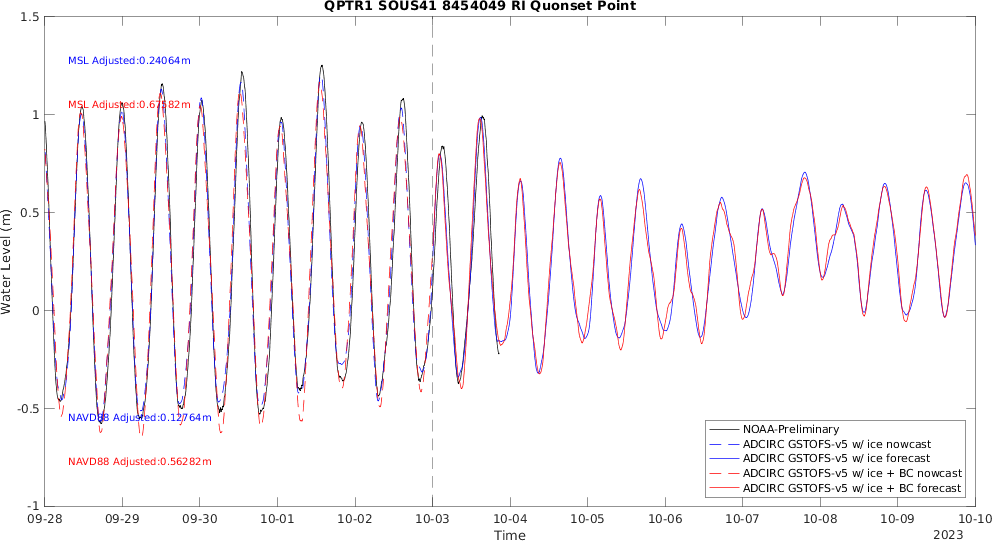 QPTR1 SOUS41 8454049 RI Quonset Point
1.5
1
0.5
0
-0.5
-1
Water Level (m)
MSL Adjusted:0.24064m
MSL Adjusted:0.67582m
NAVD88 Adjusted:0.12764m
NAVD88 Adjusted:0.56282m
NOAA-Preliminary
ADCIRC GSTOFS-v5 w/ ice nowcast
ADCIRC GSTOFS-v5 w/ ice forecast
ADCIRC GSTOFS-v5 w/ ice + BC nowcast
ADCIRC GSTOFS-v5 w/ ice + BC forecast
09-28 09-29 09-30 10-01 10-02 10-03 10-04 10-05 10-06 10-07 10-08 10-09 10-10
Time
2023